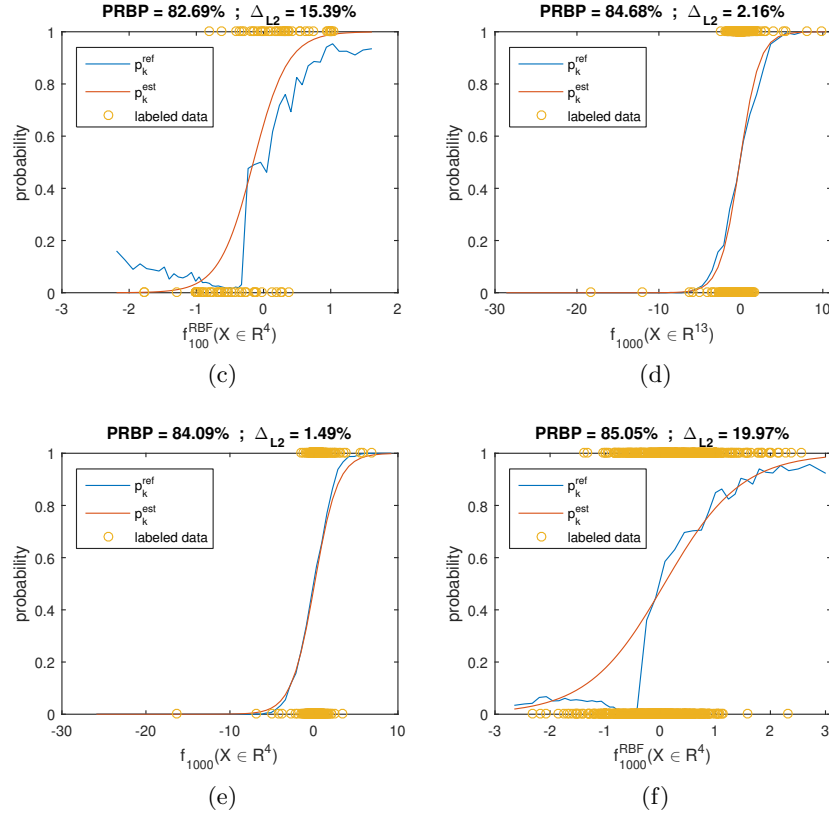 PRBP = 82.69% ; Δ_L2 = 15.39%
1
0.8
0.6
0.4
0.2
0
probability
p_k^ref
p_k^est
labeled data
-3 -2 -1 0 1 2
f_100^RBF(X ∈ R^4)
(c)
PRBP = 84.68% ; Δ_L2 = 2.16%
1
0.8
0.6
0.4
0.2
0
probability
p_k^ref
p_k^est
labeled data
-30 -20 -10 0 10
f_1000(X ∈ R^13)
(d)
PRBP = 84.09% ; Δ_L2 = 1.49%
1
0.8
0.6
0.4
0.2
0
probability
p_k^ref
p_k^est
labeled data
-30 -20 -10 0 10
f_1000(X ∈ R^4)
(e)
PRBP = 85.05% ; Δ_L2 = 19.97%
1
0.8
0.6
0.4
0.2
0
probability
p_k^ref
p_k^est
labeled data
-3 -2 -1 0 1 2 3
f_1000^RBF(X ∈ R^4)
(f)